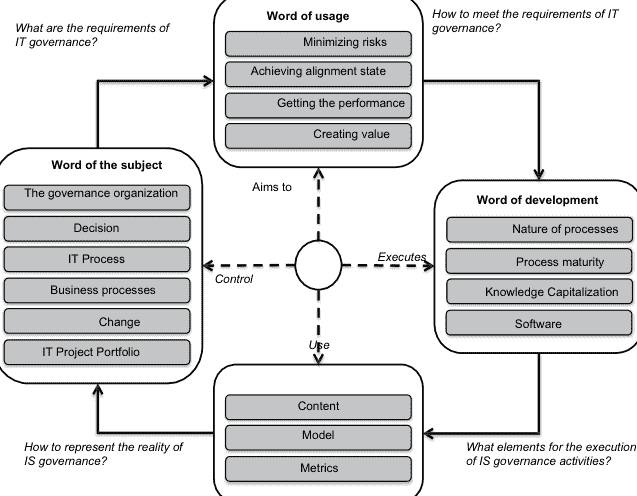 What are the requirements of
IT governance?
Word of usage
Minimizing risks
Achieving alignment state
Getting the performance
Creating value
How to meet the requirements of IT
governance?
Word of the subject
The governance organization
Decision
IT Process
Business processes
Change
IT Project Portfolio
Aims to
Control
Executes
Use
Word of development
Nature of processes
Process maturity
Knowledge Capitalization
Software
Content
Model
Metrics
How to represent the reality of
IS governance?
What elements for the execution
of IS governance activities?